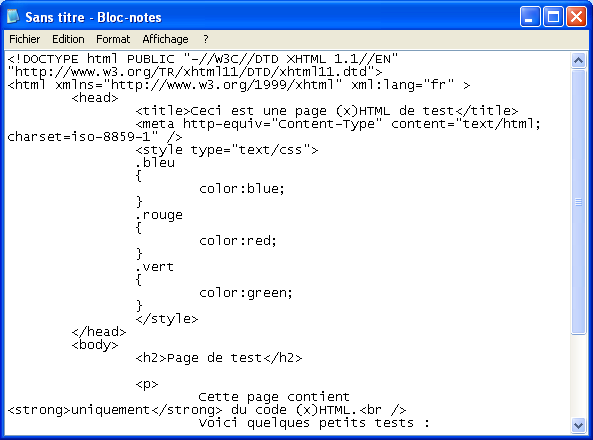 Sans titre - Bloc-notes
Fichier Edition Format Affichage ?
<!DOCTYPE html PUBLIC "-//W3C//DTD XHTML 1.1//EN"
"http://www.w3.org/TR/xhtml11/DTD/xhtml11.dtd">
<html xmlns="http://www.w3.org/1999/xhtml" xml:lang="fr" >
<head>
<title>Ceci est une page (x)HTML de test</title>
<meta http-equiv="Content-Type" content="text/html;
charset=iso-8859-1" />
<style type="text/css">
.bleu
{
color:blue;
}
.rouge
{
color:red;
}
.vert
{
color:green;
}
</style>
</head>
<body>
<h2>Page de test</h2>
<p>
Cette page contient
<strong>uniquement</strong> du code (x)HTML.<br />
Voici quelques petits tests :